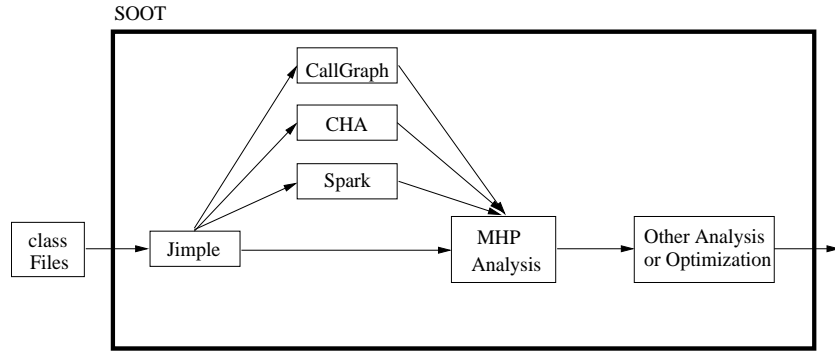 SOOT
CallGraph
CHA
Spark
class
Files
Jimple
MHP
Analysis
Other Analysis
or Optimization